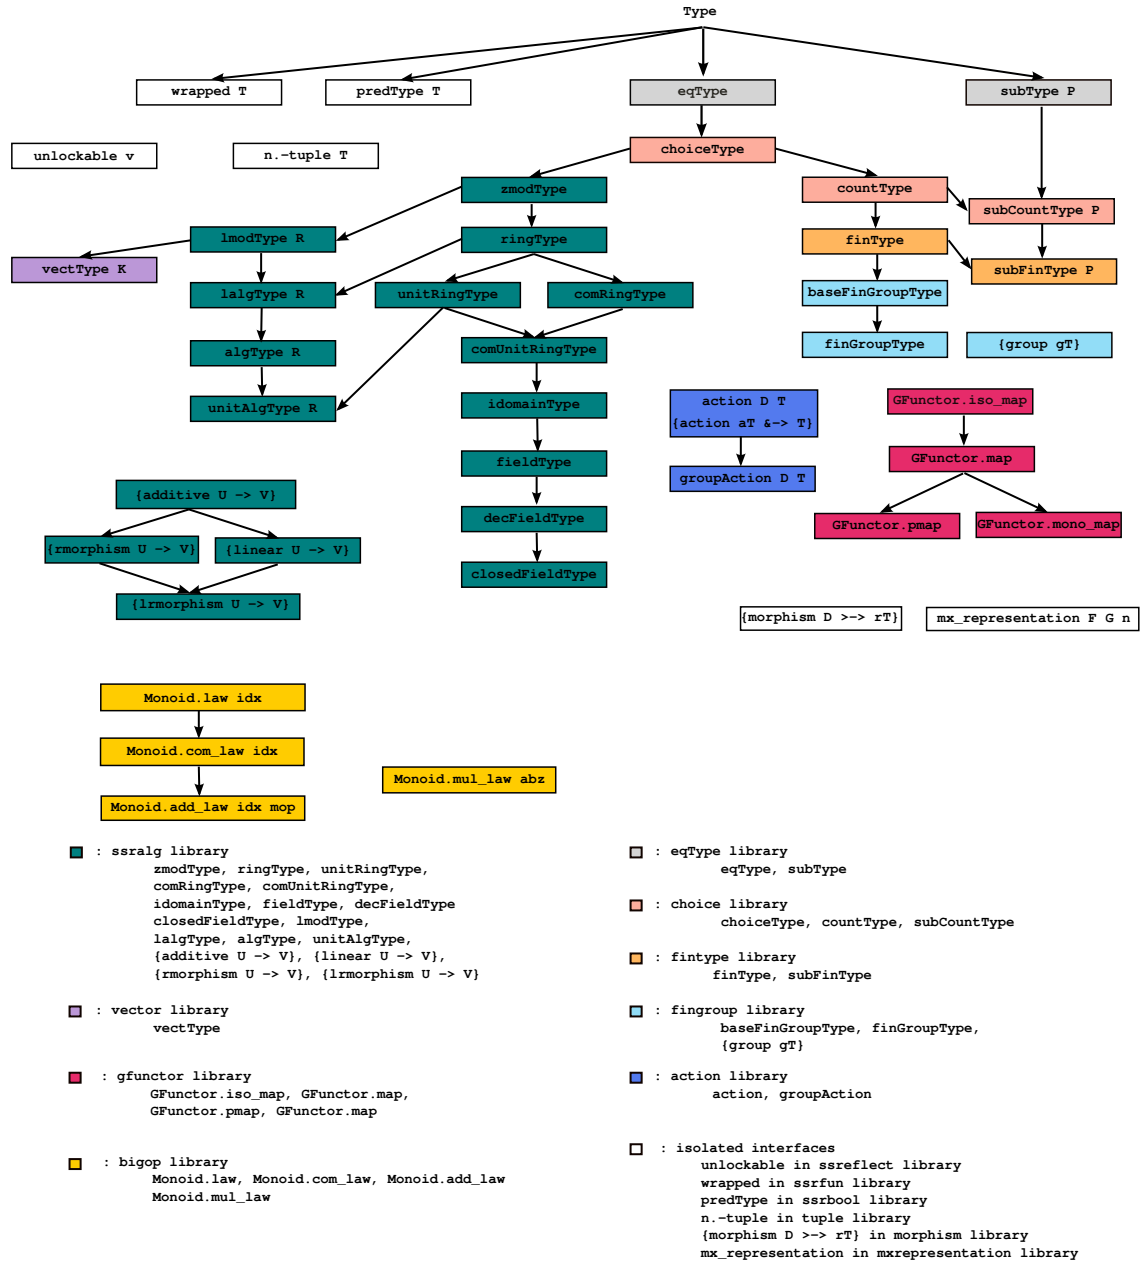 Type
wrapped T
predType T
eqType
subType P
unlockable v
n.-tuple T
choiceType
zmodType
countType
subCountType P
lmodType R
ringType
finType
vectType K
subFinType P
lalgType R
unitRingType
comRingType
baseFinGroupType
algType R
comUnitRingType
finGroupType
{group gT}
unitAlgType R
idomainType
action D T
{action aT &-> T}
GFunctor.iso_map
fieldType
groupAction D T
GFunctor.map
{additive U -> V}
decFieldType
GFunctor.pmap
GFunctor.mono_map
{rmorphism U -> V}
{linear U -> V}
closedFieldType
{lrmorphism U -> V}
{morphism D >-> rT}
mx_representation F G n
Monoid.law idx
Monoid.com_law idx
Monoid.mul_law abz
Monoid.add_law idx mop
: ssralg library
zmodType, ringType, unitRingType,
comRingType, comUnitRingType,
idomainType, fieldType, decFieldType
closedFieldType, lmodType,
lalgType, algType, unitAlgType,
{additive U -> V}, {linear U -> V},
{rmorphism U -> V}, {lrmorphism U -> V}
: vector library
vectType
: gfunctor library
GFunctor.iso_map, GFunctor.map,
GFunctor.pmap, GFunctor.map
: bigop library
Monoid.law, Monoid.com_law, Monoid.add_law
Monoid.mul_law
: eqType library
eqType, subType
: choice library
choiceType, countType, subCountType
: fintype library
finType, subFinType
: fingroup library
baseFinGroupType, finGroupType,
{group gT}
: action library
action, groupAction
: isolated interfaces
unlockable in ssreflect library
wrapped in ssrfun library
predType in ssrbool library
n.-tuple in tuple library
{morphism D >-> rT} in morphism library
mx_representation in mxrepresentation library